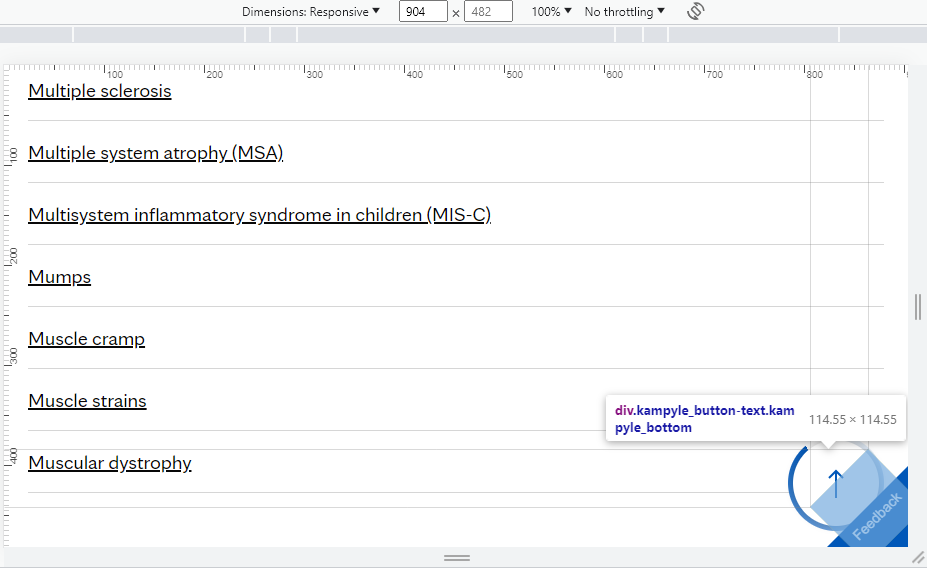 Dimensions: Responsive ▼ 904 × 482 100% ▼ No throttling ▼
100 200 300 400 500 600 700 800
Multiple sclerosis
100
Multiple system atrophy (MSA)
Multisystem inflammatory syndrome in children (MIS-C)
200
Mumps
Muscle cramp
300
Muscle strains
div.kampyle_button-text.kam
pyle_bottom
114.55 × 114.55
400
Muscular dystrophy
Feedback